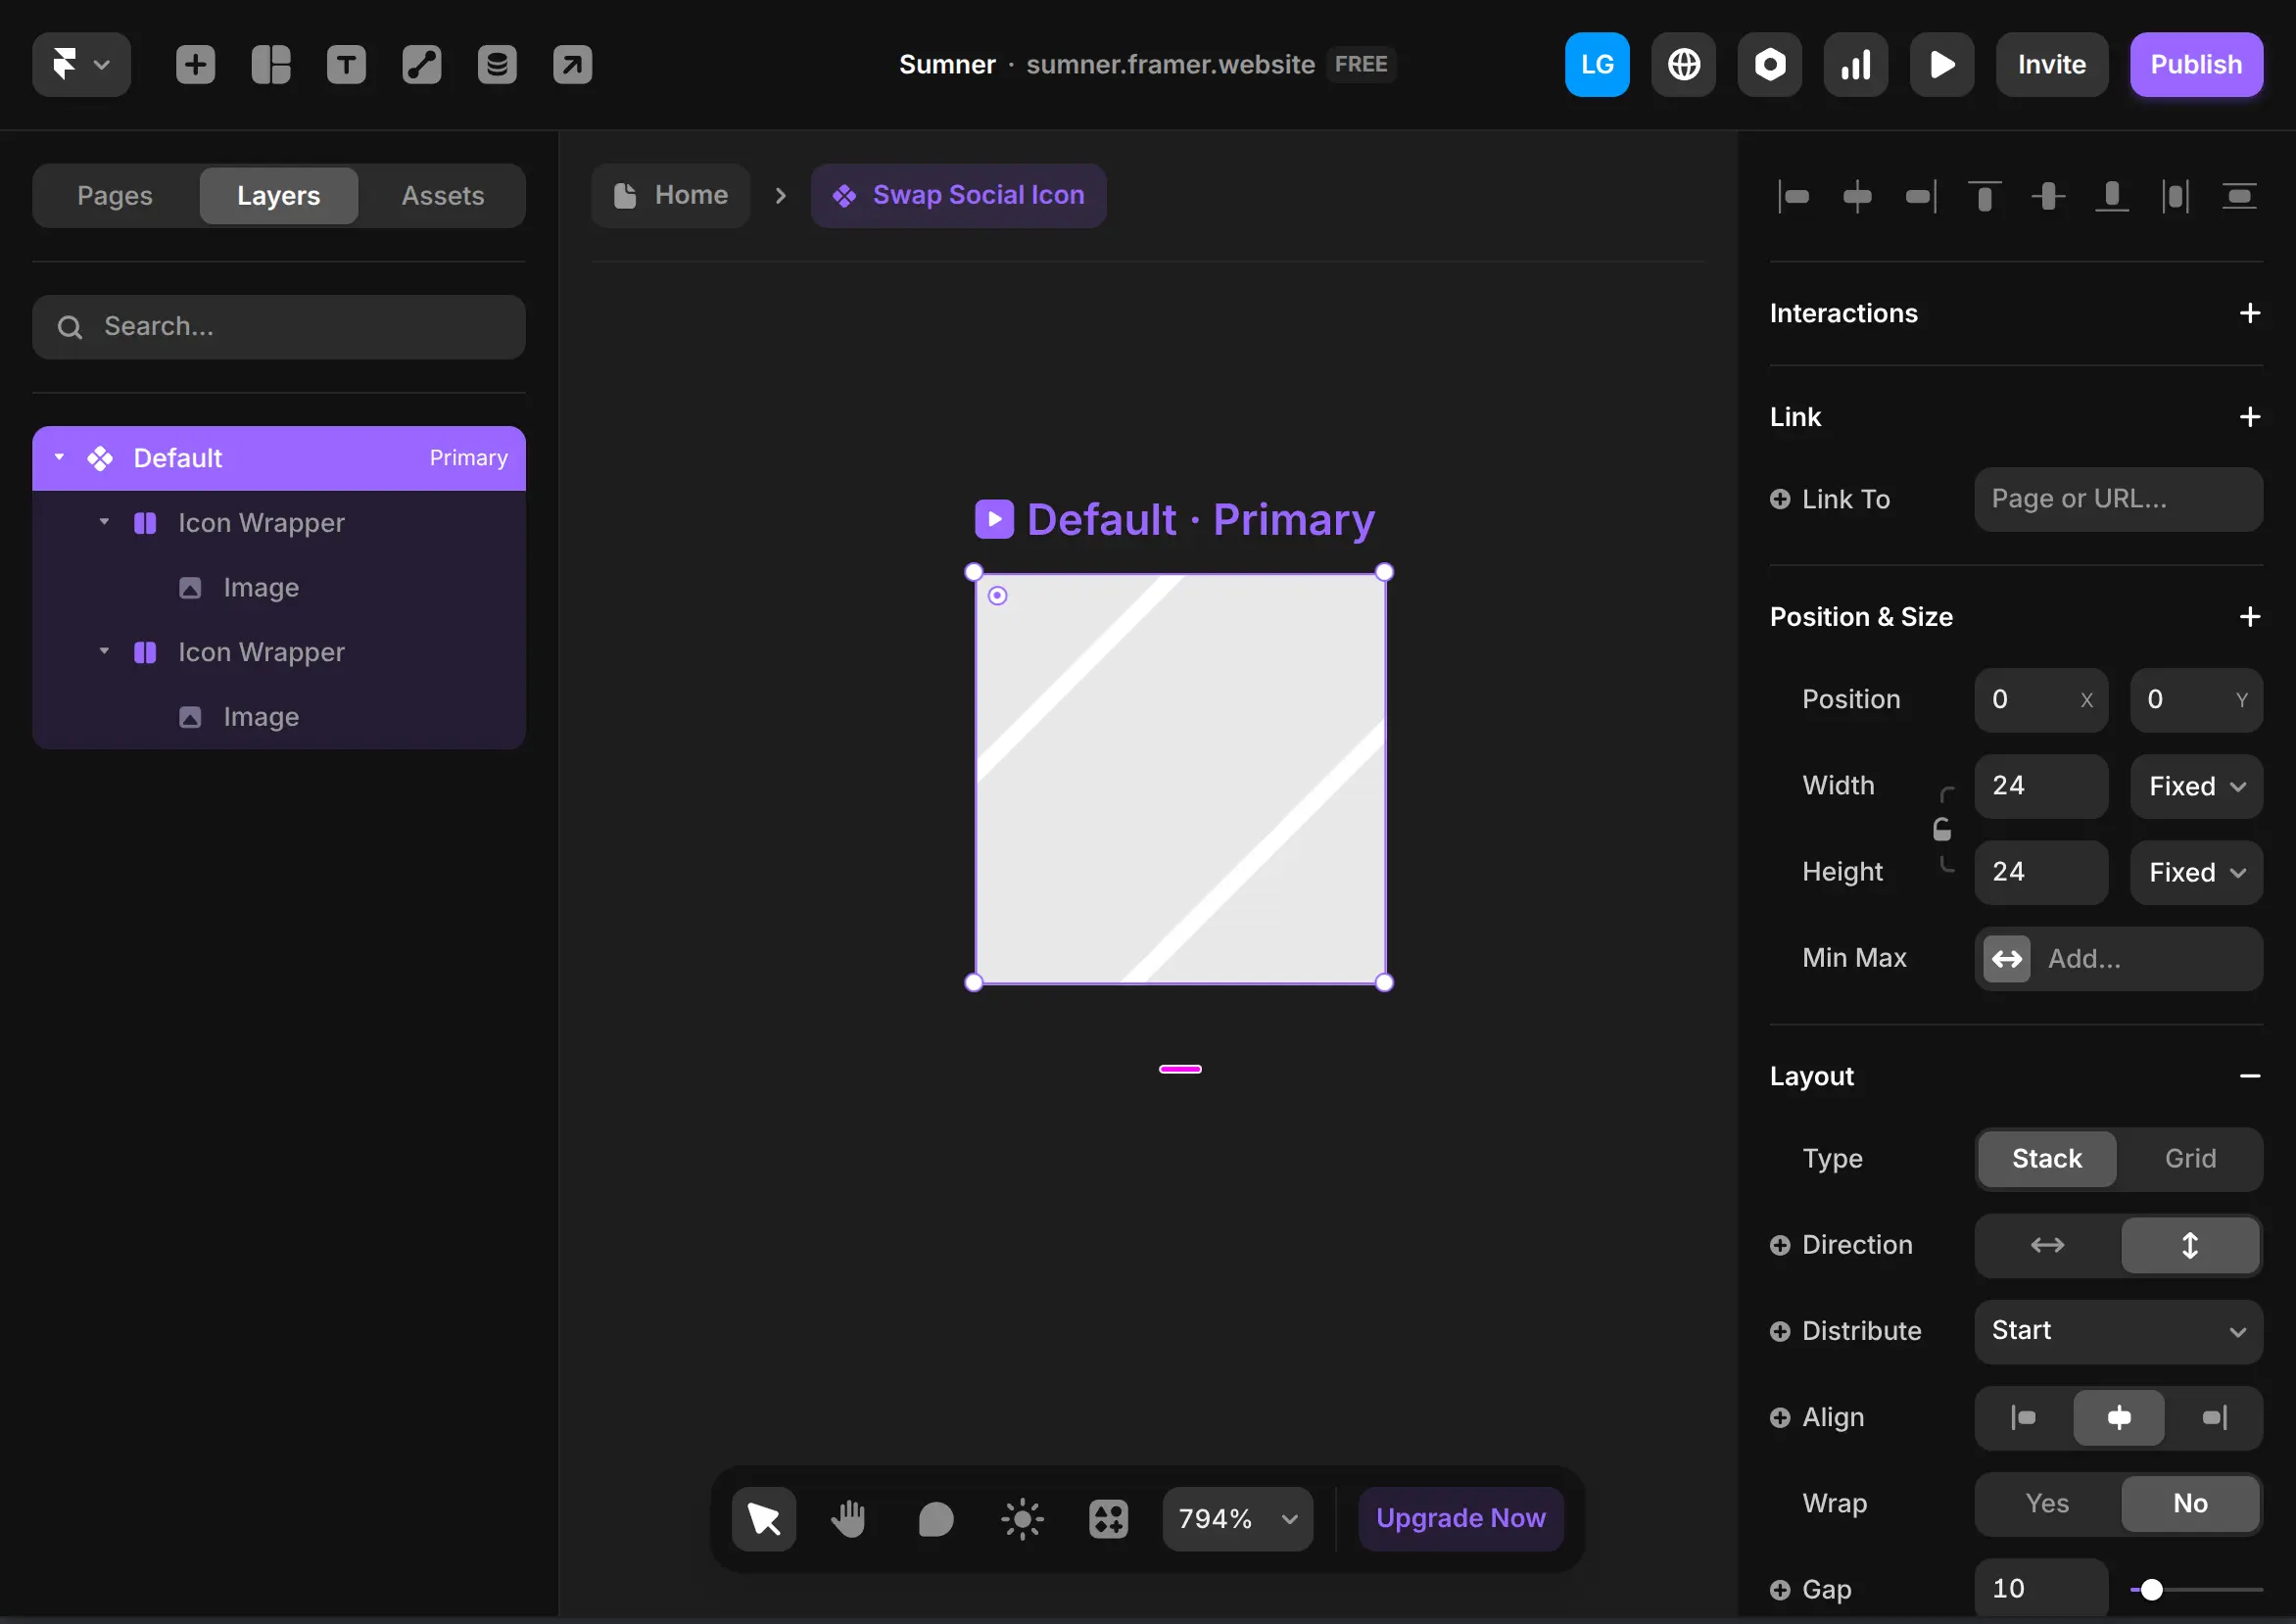 Sumner · sumner.framer.website FREE
LG
Invite
Publish
Pages
Layers
Assets
Home
Swap Social Icon
Search...
Default
Primary
Icon Wrapper
Image
Icon Wrapper
Image
Default · Primary
794%
Upgrade Now
Interactions
Link
Link To
Page or URL...
Position & Size
Position
0 X
0 Y
Width
24
Fixed
Height
24
Fixed
Min Max
Add...
Layout
Type
Stack
Grid
Direction
Distribute
Start
Align
Wrap
Yes
No
Gap
10